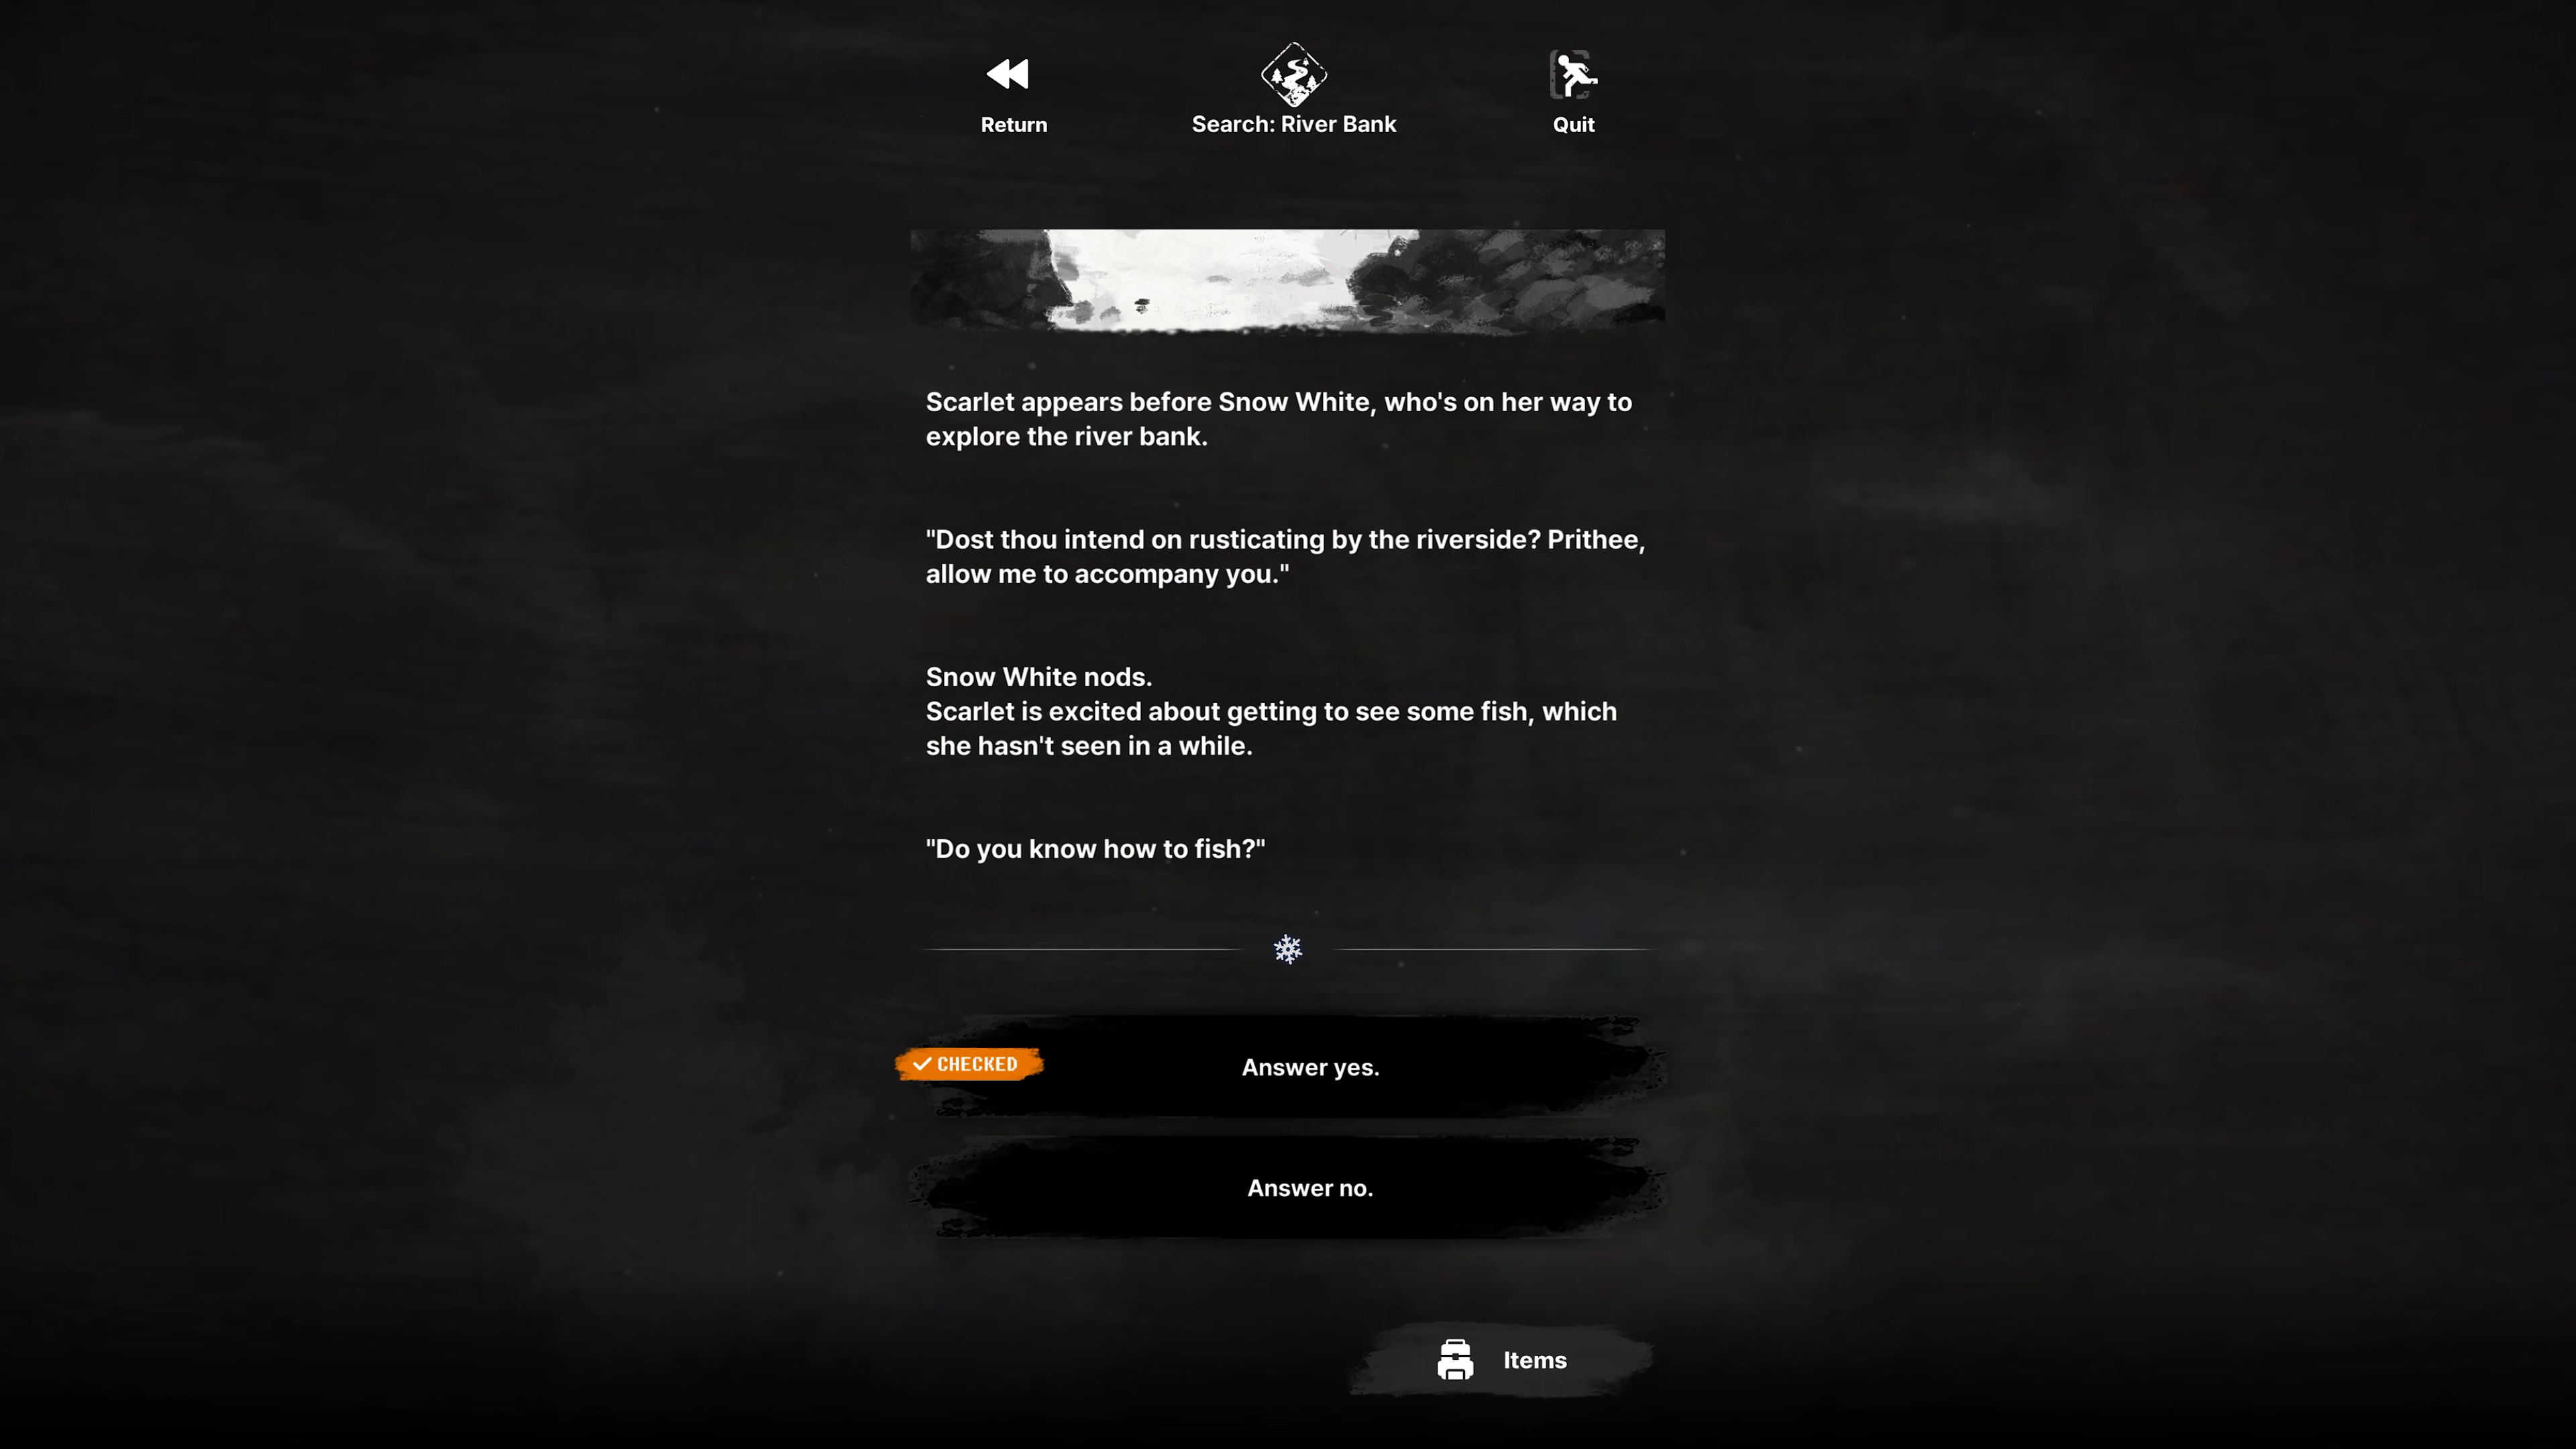 Return
Search: River Bank
Quit
Scarlet appears before Snow White, who's on her way to
explore the river bank.
"Dost thou intend on rusticating by the riverside? Prithee,
allow me to accompany you."
Snow White nods.
Scarlet is excited about getting to see some fish, which
she hasn't seen in a while.
"Do you know how to fish?"
CHECKED
Answer yes.
Answer no.
Items